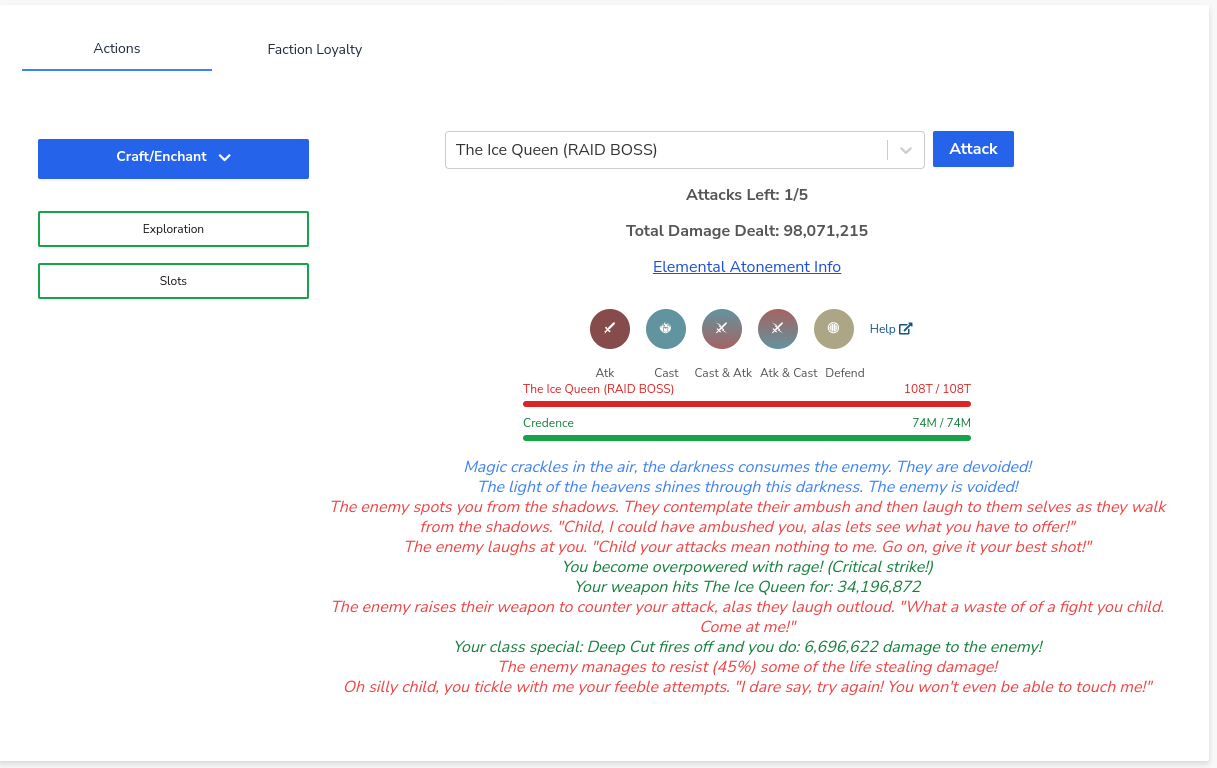 Actions
Faction Loyalty
Craft/Enchant
The Ice Queen (RAID BOSS)
Attack
Attacks Left: 1/5
Exploration
Total Damage Dealt: 98,071,215
Elemental Atonement Info
Slots
Help
Atk
Cast
Cast & Atk
Atk & Cast
Defend
The Ice Queen (RAID BOSS)
108T / 108T
Credence
74M / 74M
Magic crackles in the air, the darkness consumes the enemy. They are devoided!
The light of the heavens shines through this darkness. The enemy is voided!
The enemy spots you from the shadows. They contemplate their ambush and then laugh to them selves as they walk
from the shadows. "Child, I could have ambushed you, alas lets see what you have to offer!"
The enemy laughs at you. "Child your attacks mean nothing to me. Go on, give it your best shot!"
You become overpowered with rage! (Critical strike!)
Your weapon hits The Ice Queen for: 34,196,872
The enemy raises their weapon to counter your attack, alas they laugh outloud. "What a waste of of a fight you child.
Come at me!"
Your class special: Deep Cut fires off and you do: 6,696,622 damage to the enemy!
The enemy manages to resist (45%) some of the life stealing damage!
Oh silly child, you tickle with me your feeble attempts. "I dare say, try again! You won't even be able to touch me!"